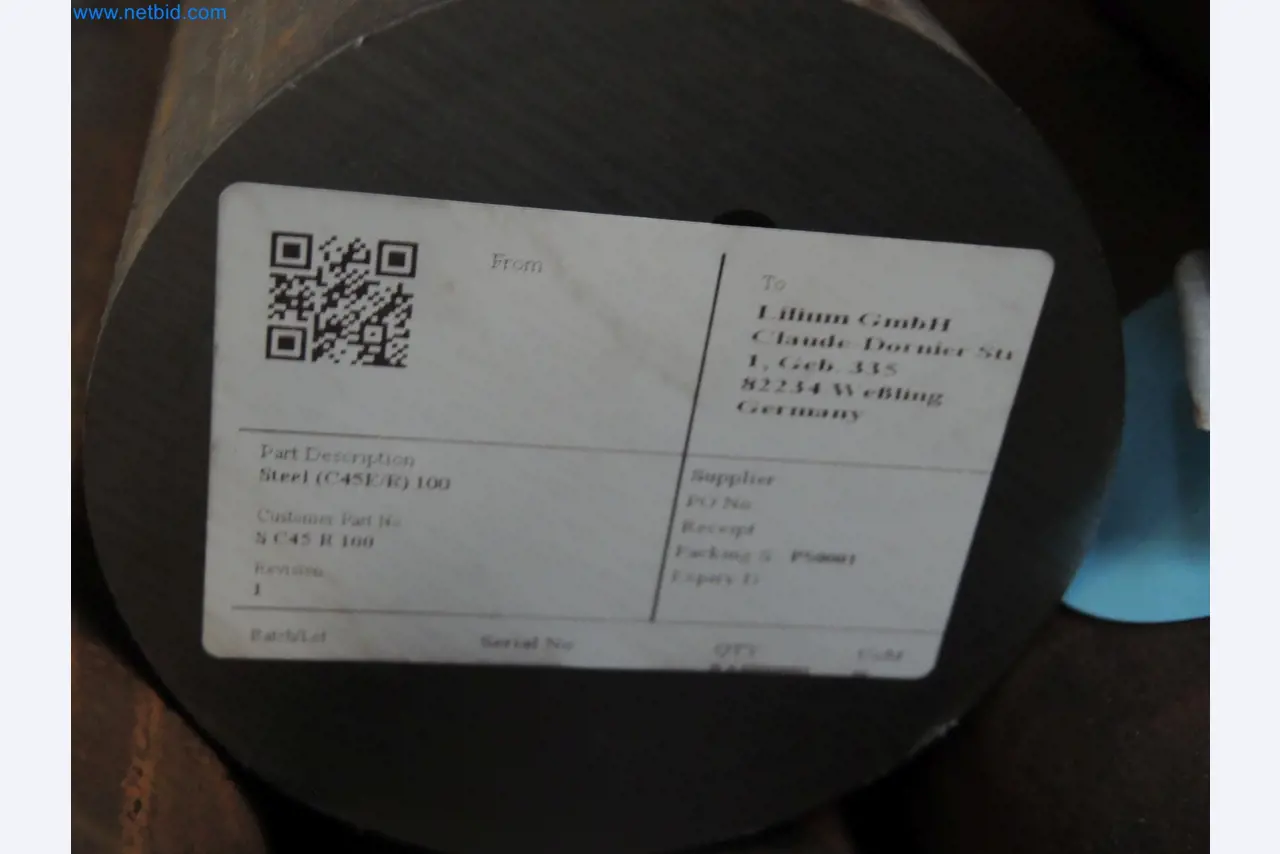 www.netbid.com
From
To
Lilium GmbH
Claude-Dornier-Str
1, Geb. 335
82234 Weßling
Germany
Part Description
Steel (C45E/R) 100
Customer Part No
S C45 R 100
Revision
1
Supplier
PO No
Receipt
Packing S
Expiry D
Batch/Lot
Serial No
QTY
UoM